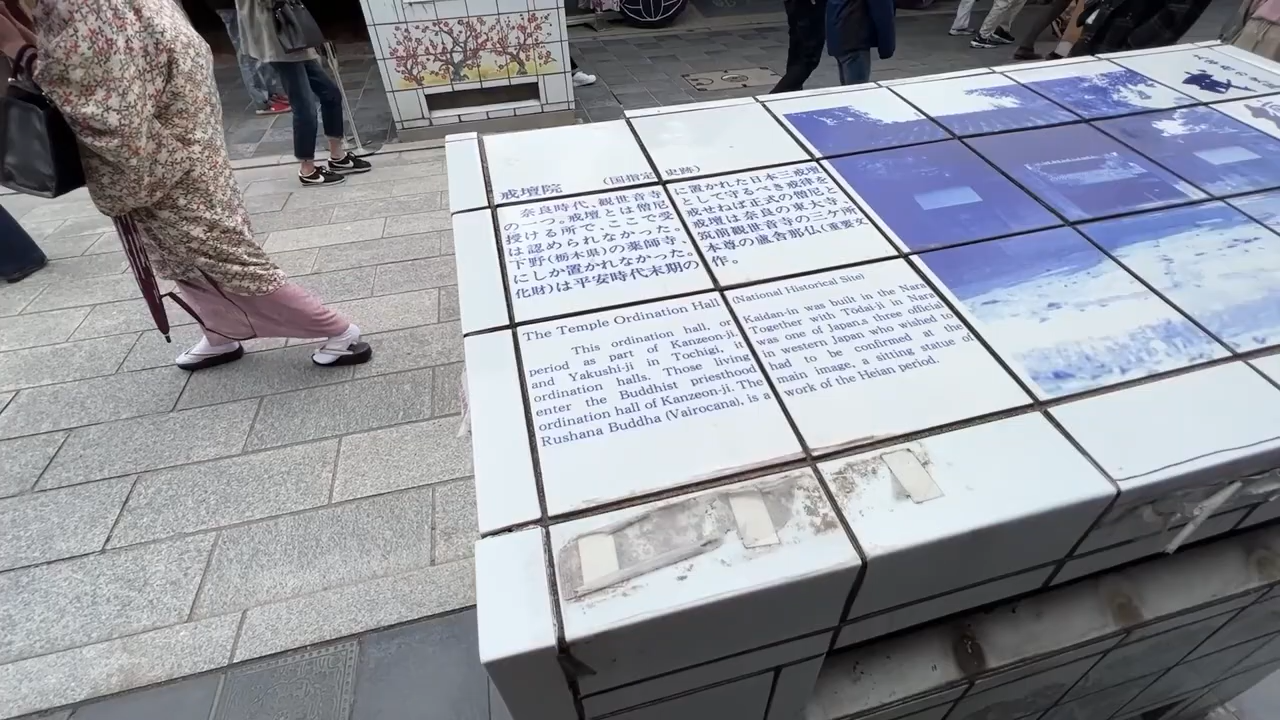 戒壇院 (国指定 史跡)
奈良時代、観世音寺に置かれた日本三戒壇
の一つ。戒壇とは僧尼として守るべき戒律を
授ける所で、ここで受戒せねば正式の僧尼と
は認められなかった。戒壇は奈良の東大寺、
下野(栃木県)の薬師寺、筑前観世音寺の三ケ所
にしか置かれなかった。本尊の盧舎那仏(重要文
化財)は平安時代末期の作。
The Temple Ordination Hall (National Historical Site)
This ordination hall, or Kaidan-in was built in the Nara
period as part of Kanzeon-ji. Together with Tōdai-ji in Nara
and Yakushi-ji in Tochigi, it was one of Japan,s three official
ordination halls. Those living in western Japan who wished to
enter the Buddhist priesthood had to be confirmed at the
ordination hall of Kanzeon-ji. The main image, a sitting statue of
Rushana Buddha (Vairocana), is a work of the Heian period.